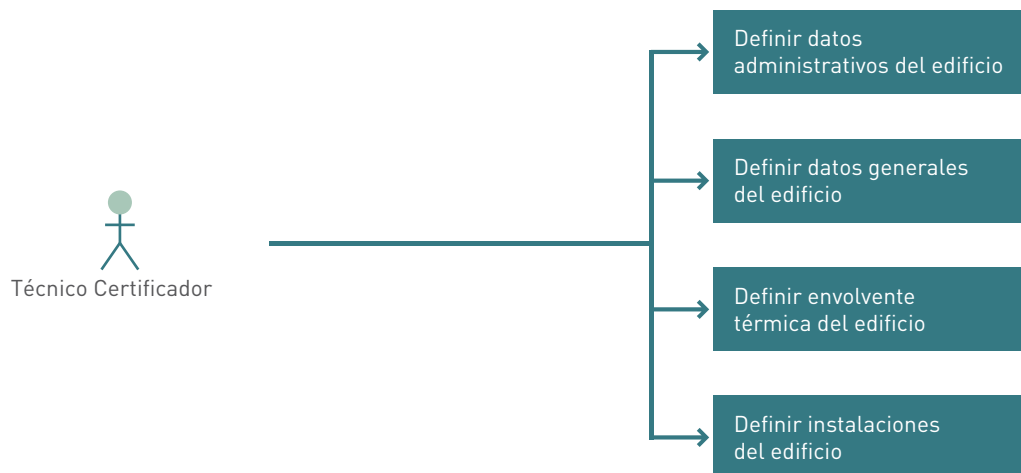 Definir datos
administrativos del edificio
Definir datos generales
del edificio
Técnico Certificador
Definir envolvente
térmica del edificio
Definir instalaciones
del edificio